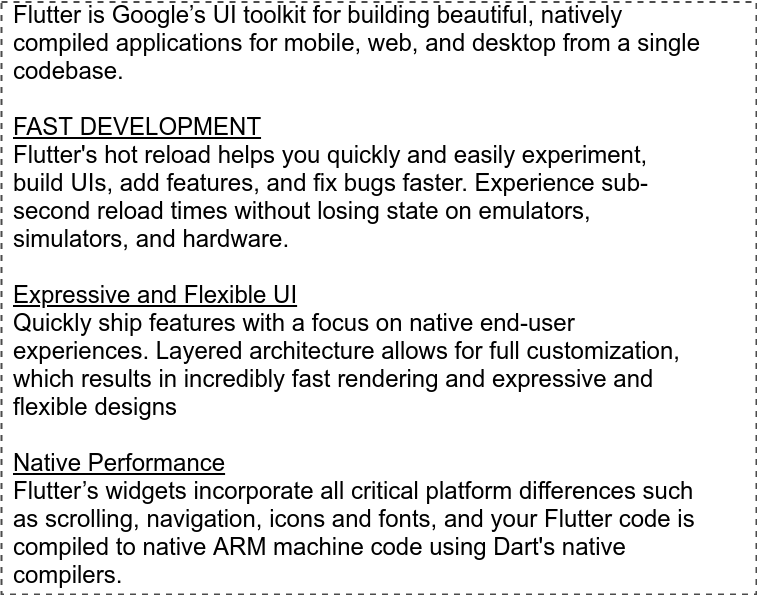 Flutter is Google’s UI toolkit for building beautiful, natively
compiled applications for mobile, web, and desktop from a single
codebase.
FAST DEVELOPMENT
Flutter's hot reload helps you quickly and easily experiment,
build UIs, add features, and fix bugs faster. Experience sub-
second reload times without losing state on emulators,
simulators, and hardware.
Expressive and Flexible UI
Quickly ship features with a focus on native end-user
experiences. Layered architecture allows for full customization,
which results in incredibly fast rendering and expressive and
flexible designs
Native Performance
Flutter’s widgets incorporate all critical platform differences such
as scrolling, navigation, icons and fonts, and your Flutter code is
compiled to native ARM machine code using Dart's native
compilers.